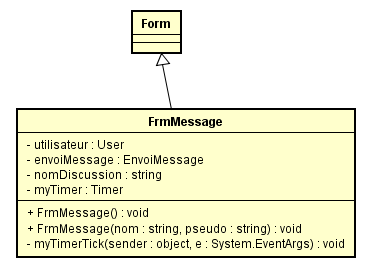 Form
FrmMessage
- utilisateur : User
- envoiMessage : EnvoiMessage
- nomDiscussion : string
- myTimer : Timer
+ FrmMessage() : void
+ FrmMessage(nom : string, pseudo : string) : void
- myTimerTick(sender : object, e : System.EventArgs) : void